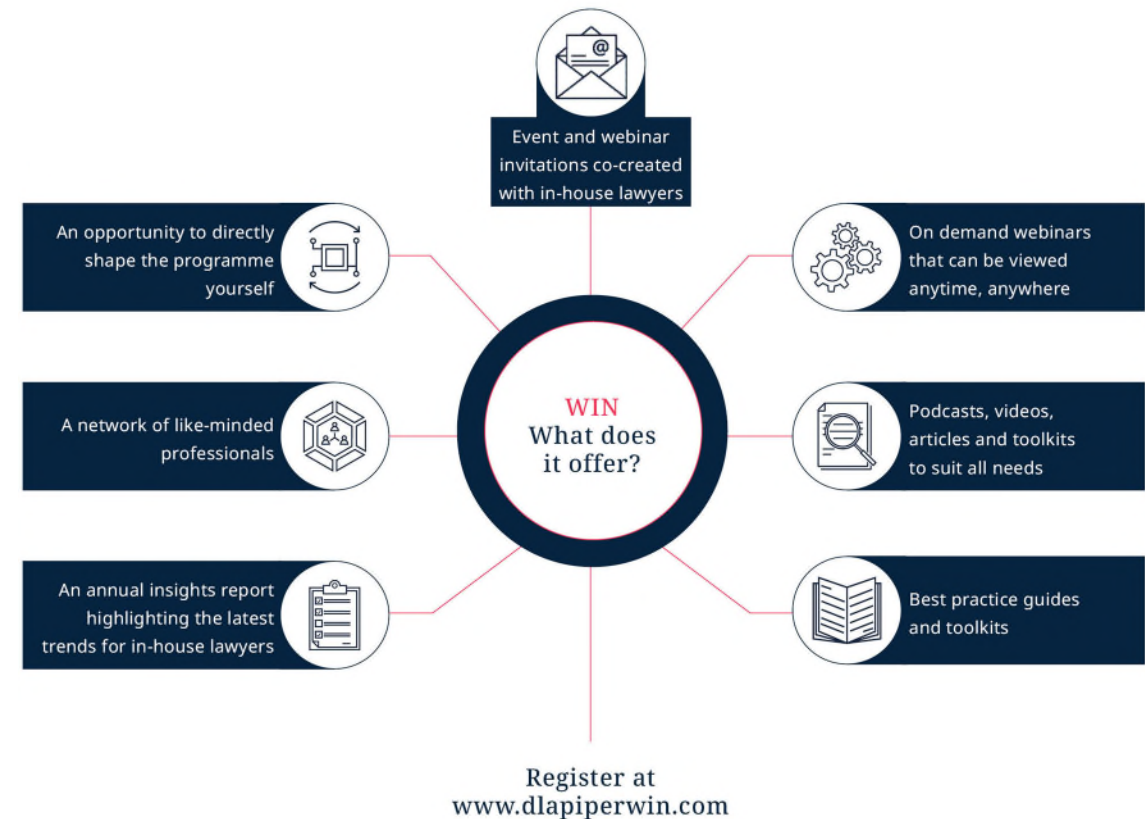 @
Event and webinar
invitations co-created
with in-house lawyers
An opportunity to directly
shape the programme
yourself
On demand webinars
that can be viewed
anytime, anywhere
WIN
What does
it offer?
A network of like-minded
professionals
Podcasts, videos,
articles and toolkits
to suit all needs
An annual insights report
highlighting the latest
trends for in-house lawyers
Best practice guides
and toolkits
Register at
www.dlapiperwin.com